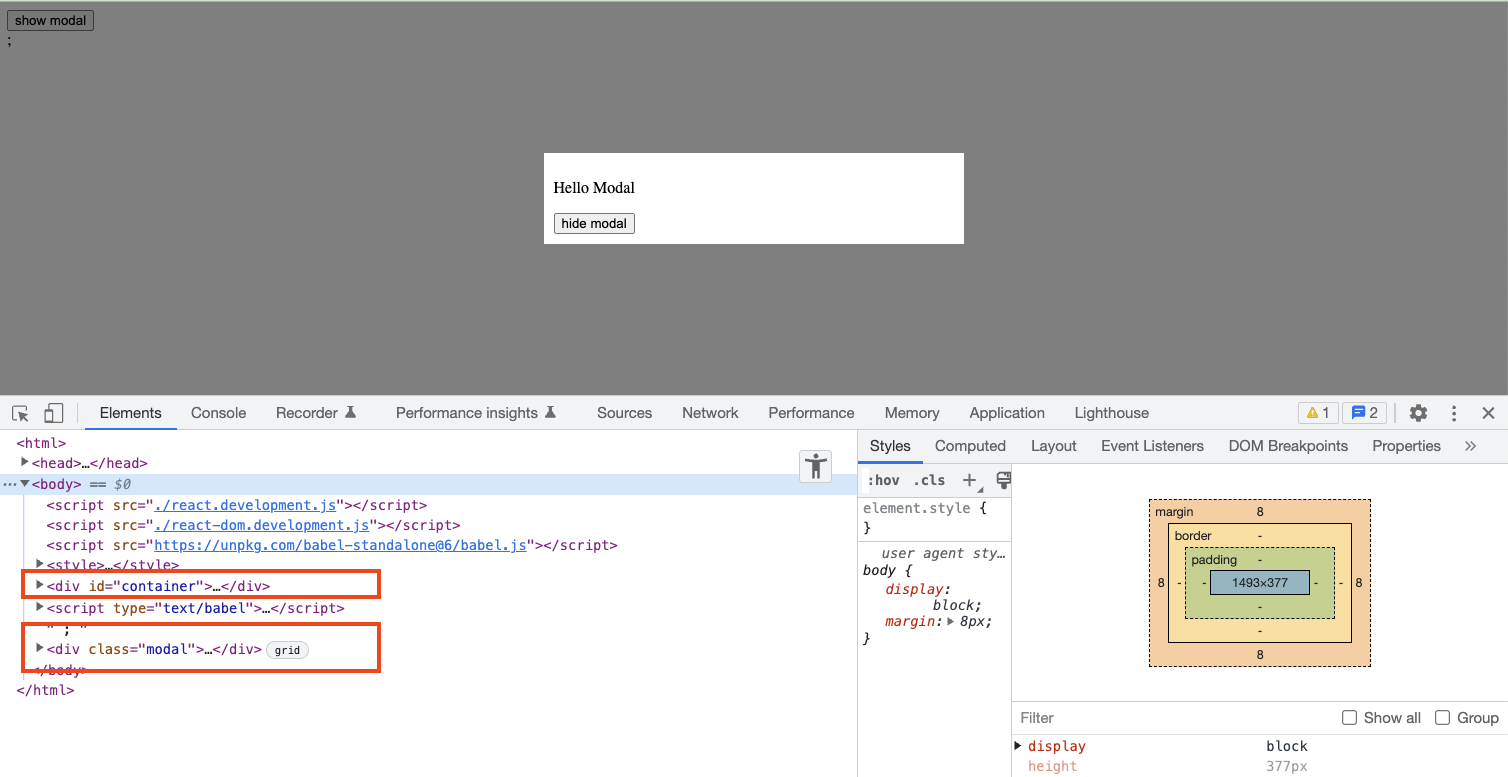 show modal
;
Hello Modal
hide modal
Elements Console Recorder Performance insights Sources Network Performance Memory Application Lighthouse 1 2
<html>
<head>…</head>
<body> == $0
<script src="./react.development.js"></script>
<script src="./react-dom.development.js"></script>
<script src="https://unpkg.com/babel-standalone@6/babel.js"></script>
<style>…</style>
<div id="container">…</div>
<script type="text/babel">…</script>
" ; "
<div class="modal">…</div> grid
</body>
</html>
Styles Computed Layout Event Listeners DOM Breakpoints Properties
:hov .cls
element.style {
}
user agent sty…
body {
display:
block;
margin: 8px;
}
margin 8
border -
padding -
8 - - 1493×377 - - 8
-
-
8
Filter Show all Group
display block
height 377px